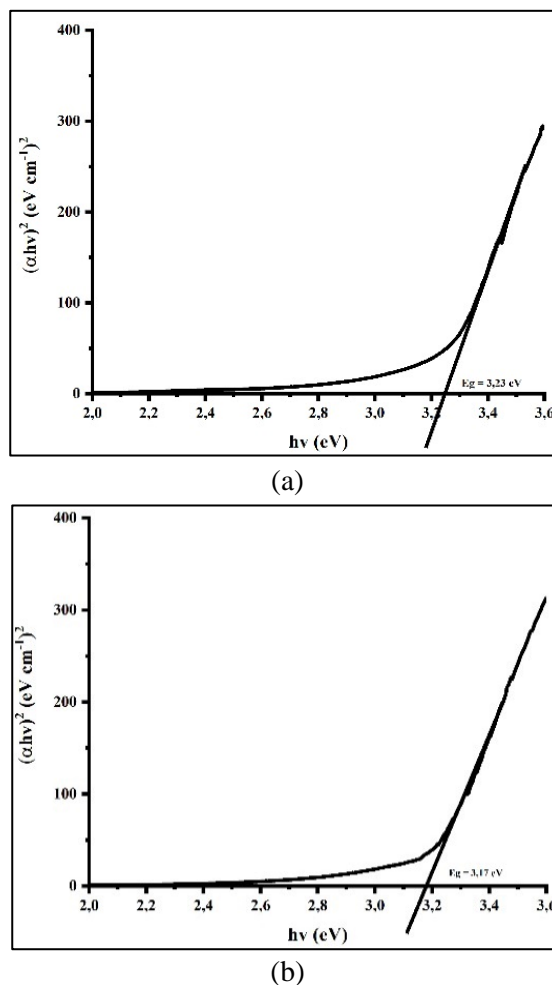 400
300
200
100
0
(αhv)² (eV cm⁻¹)²
Eg = 3,23 eV
2,0 2,2 2,4 2,6 2,8 3,0 3,2 3,4 3,6
hv (eV)
(a)
400
300
200
100
0
(αhv)² (eV cm⁻¹)²
Eg = 3,17 eV
2,0 2,2 2,4 2,6 2,8 3,0 3,2 3,4 3,6
hv (eV)
(b)